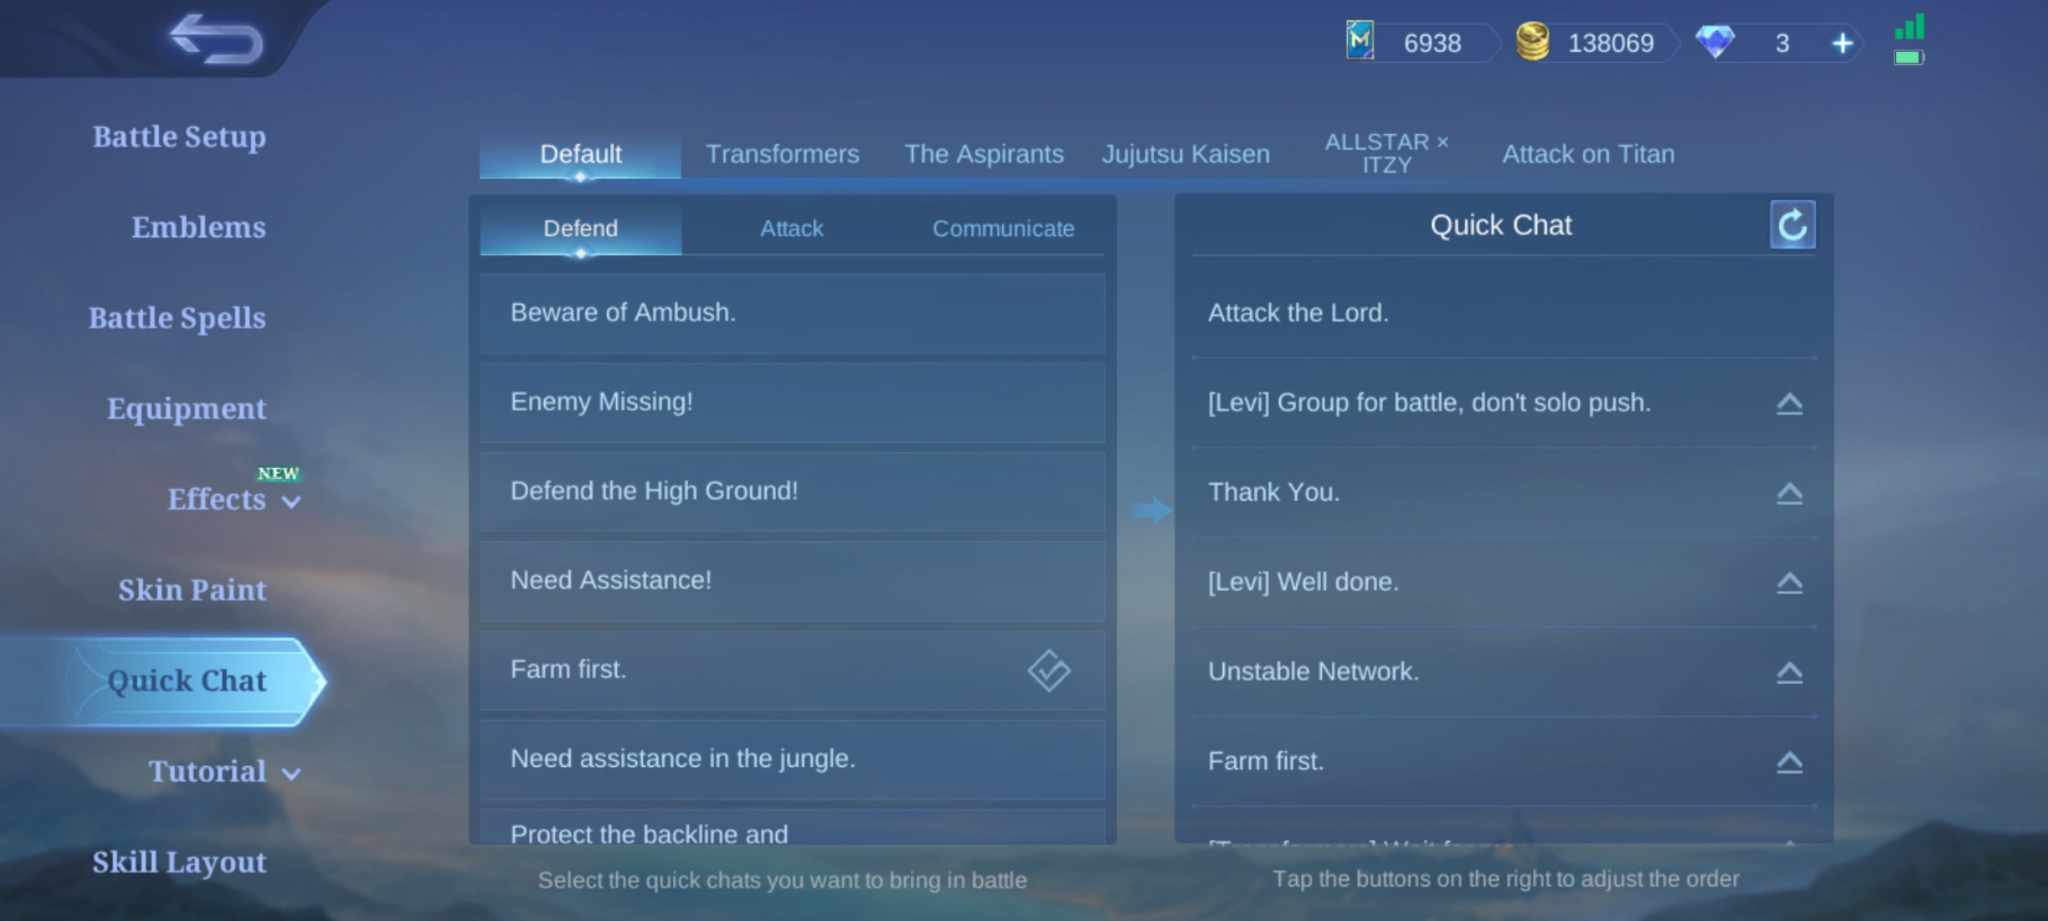 6938
138069
3
Battle Setup
Emblems
Battle Spells
Equipment
NEW
Effects
Skin Paint
Quick Chat
Tutorial
Skill Layout
Default
Transformers
The Aspirants
Jujutsu Kaisen
ALLSTAR ×
ITZY
Attack on Titan
Defend
Attack
Communicate
Beware of Ambush.
Enemy Missing!
Defend the High Ground!
Need Assistance!
Farm first.
Need assistance in the jungle.
Protect the backline and
Select the quick chats you want to bring in battle
Quick Chat
Attack the Lord.
[Levi] Group for battle, don't solo push.
Thank You.
[Levi] Well done.
Unstable Network.
Farm first.
[Transformers] Wait for
Tap the buttons on the right to adjust the order